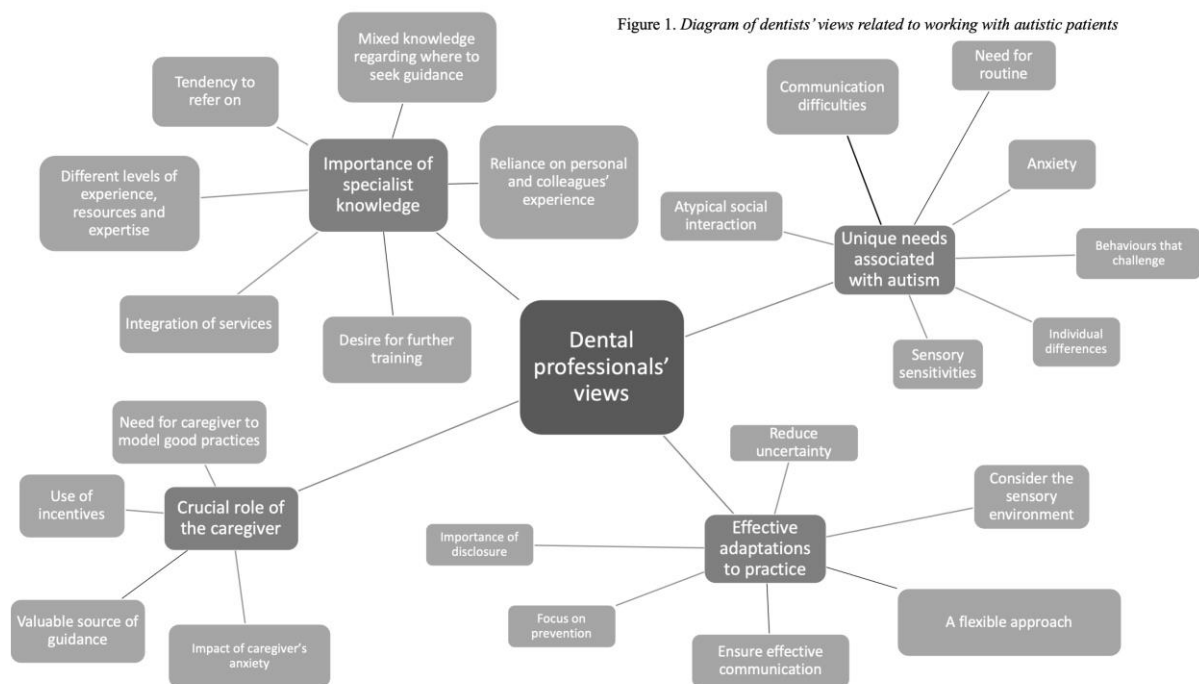 Figure 1. Diagram of dentists' views related to working with autistic patients
Mixed knowledge
regarding where to
seek guidance
Tendency to
refer on
Different levels of
experience,
resources and
expertise
Importance of
specialist
knowledge
Reliance on personal
and colleagues'
experience
Integration of services
Desire for further
training
Communication
difficulties
Need for
routine
Anxiety
Atypical social
interaction
Unique needs
associated
with autism
Behaviours that
challenge
Individual
differences
Sensory
sensitivities
Dental
professionals'
views
Need for caregiver to
model good practices
Use of
incentives
Crucial role of
the caregiver
Valuable source of
guidance
Impact of caregiver's
anxiety
Reduce
uncertainty
Consider the
sensory
environment
Importance of
disclosure
Effective
adaptations
to practice
Focus on
prevention
A flexible approach
Ensure effective
communication